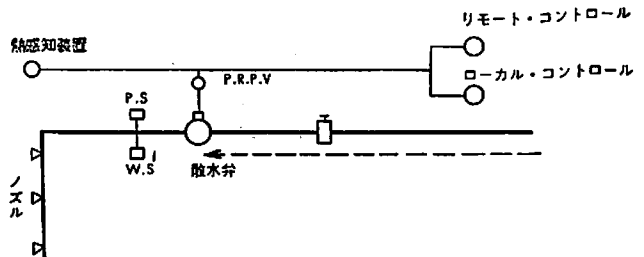 リモート・コントロール
熱感知装置
P.R.P.V
ローカル・コントロール
P.S
W.S
散水弁
ノズル